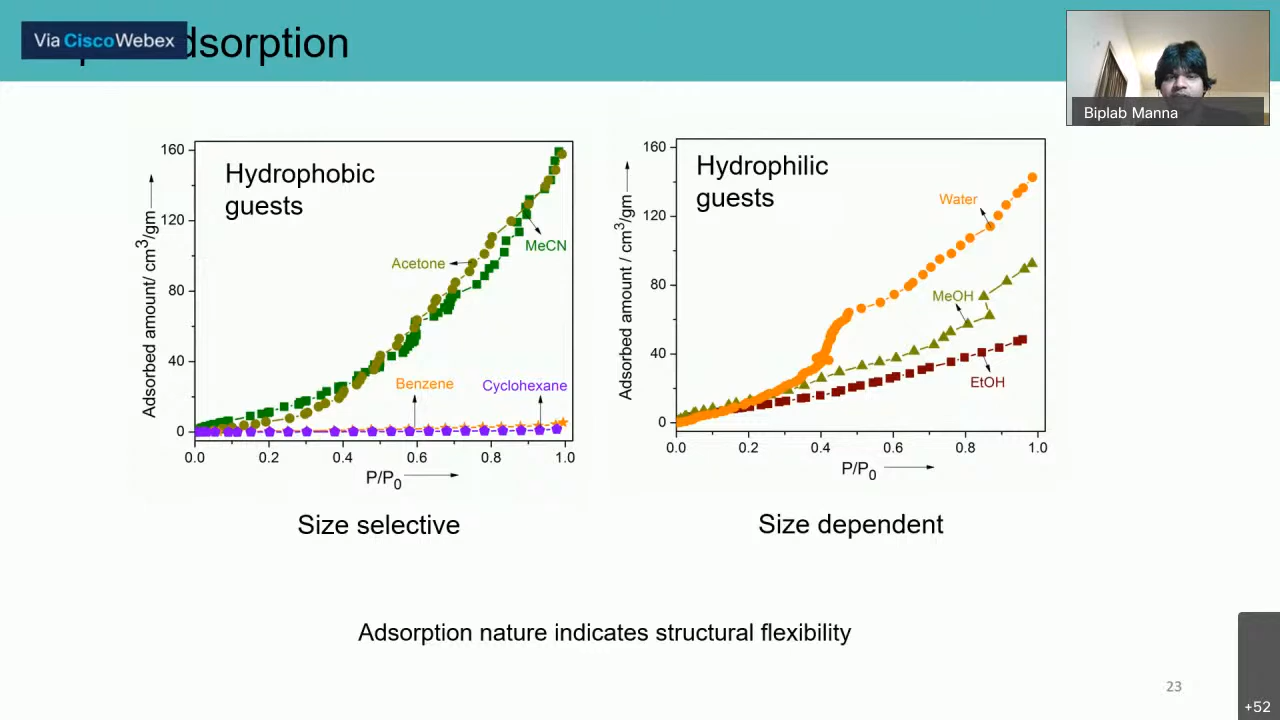 Via CiscoWebex
dsorption
Biplab Manna
160
120
80
40
0
Adsorbed amount/ cm3/gm
Hydrophobic
guests
Acetone
MeCN
Benzene
Cyclohexane
0.0 0.2 0.4 0.6 0.8 1.0
P/P0
Size selective
160
120
80
40
0
Adsorbed amount / cm3/gm
Hydrophilic
guests
Water
MeOH
EtOH
0.0 0.2 0.4 0.6 0.8 1.0
P/P0
Size dependent
Adsorption nature indicates structural flexibility
23
+52